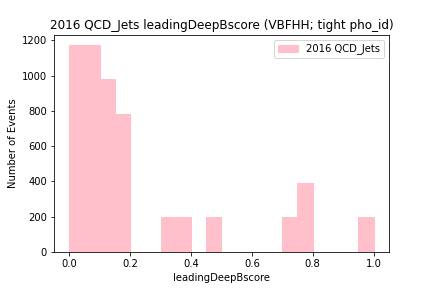 2016 QCD_Jets leadingDeepBscore (VBFHH; tight pho_id)
2016 QCD_Jets
Number of Events
1200
1000
800
600
400
200
0
0.0 0.2 0.4 0.6 0.8 1.0
leadingDeepBscore